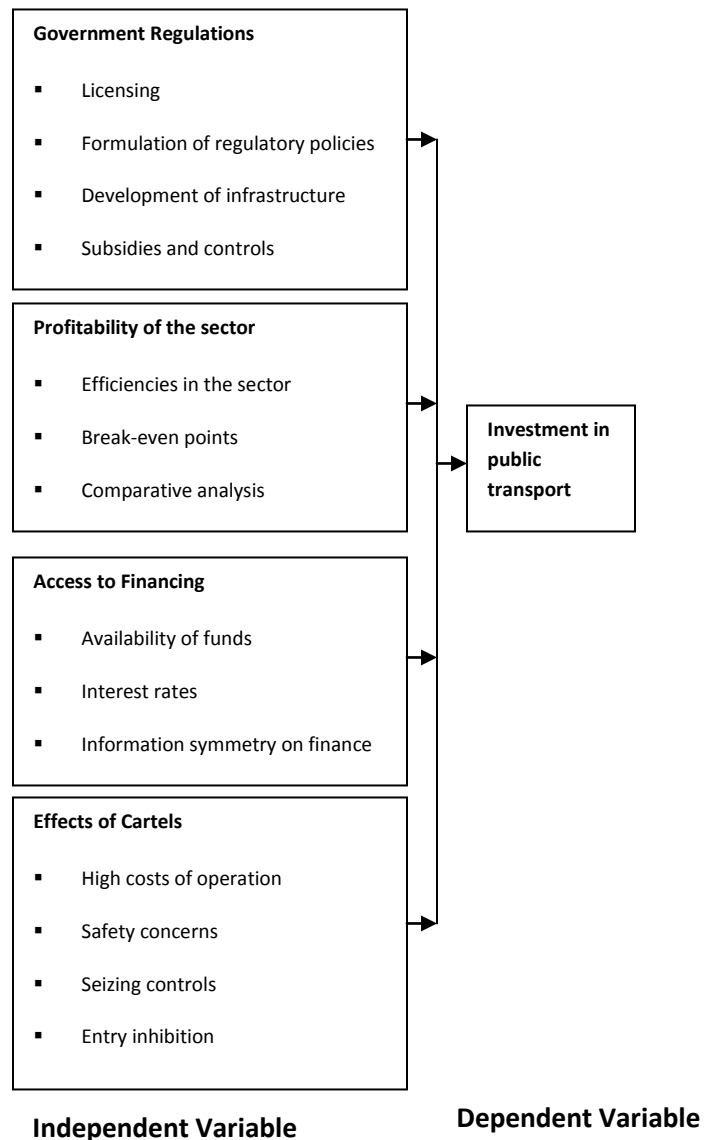 Government Regulations
▪ Licensing
▪ Formulation of regulatory policies
▪ Development of infrastructure
▪ Subsidies and controls
Profitability of the sector
▪ Efficiencies in the sector
▪ Break-even points
▪ Comparative analysis
Investment in
public
transport
Access to Financing
▪ Availability of funds
▪ Interest rates
▪ Information symmetry on finance
Effects of Cartels
▪ High costs of operation
▪ Safety concerns
▪ Seizing controls
▪ Entry inhibition
Independent Variable
Dependent Variable